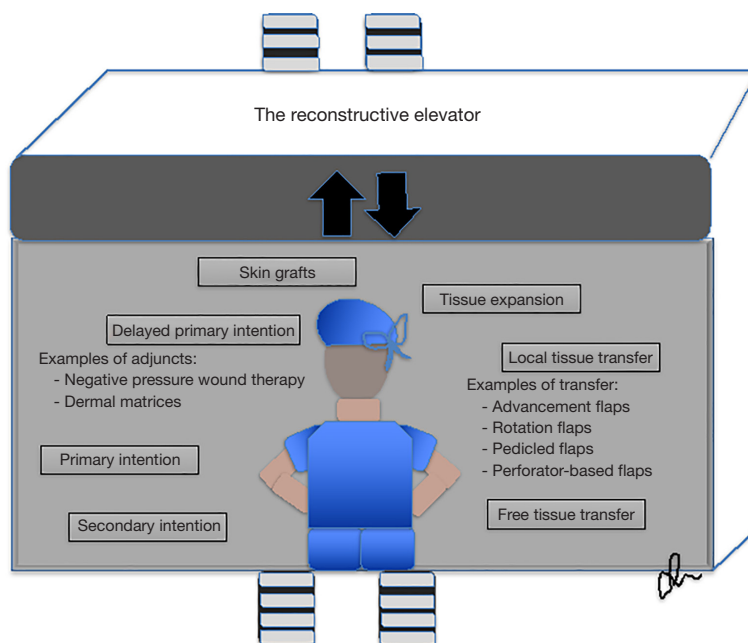 The reconstructive elevator
Skin grafts
Tissue expansion
Delayed primary intention
Examples of adjuncts:
- Negative pressure wound therapy
- Dermal matrices
Local tissue transfer
Examples of transfer:
- Advancement flaps
- Rotation flaps
- Pedicled flaps
- Perforator-based flaps
Primary intention
Secondary intention
Free tissue transfer